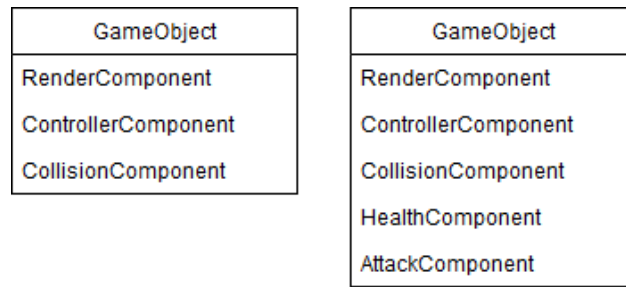 GameObject
RenderComponent
ControllerComponent
CollisionComponent
GameObject
RenderComponent
ControllerComponent
CollisionComponent
HealthComponent
AttackComponent